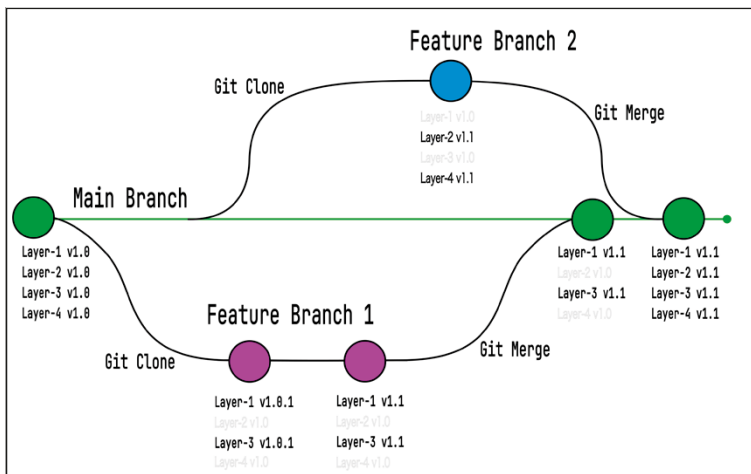 Feature Branch 2
Git Clone
Layer-1 v1.0
Layer-2 v1.1
Layer-3 v1.0
Layer-4 v1.1
Git Merge
Main Branch
Layer-1 v1.0
Layer-2 v1.0
Layer-3 v1.0
Layer-4 v1.0
Layer-1 v1.1
Layer-2 v1.0
Layer-3 v1.1
Layer-4 v1.0
Layer-1 v1.1
Layer-2 v1.1
Layer-3 v1.1
Layer-4 v1.1
Feature Branch 1
Git Clone
Git Merge
Layer-1 v1.0.1
Layer-2 v1.0
Layer-3 v1.0.1
Layer-4 v1.0
Layer-1 v1.1
Layer-2 v1.0
Layer-3 v1.1
Layer-4 v1.0